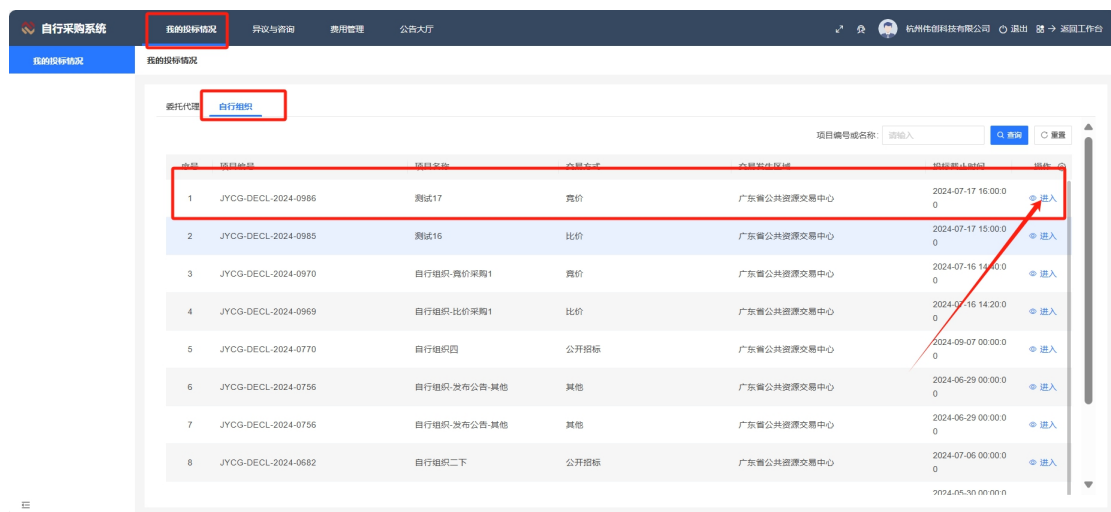 自行采购系统 我的投标情况 异议与咨询 费用管理 公告大厅 杭州伟创科技有限公司 退出 返回工作台
我的投标情况 我的投标情况
委托代理 自行组织
项目编号或名称: 请输入 查询 重置
序号 项目编号 项目名称 交易方式 交易发生区域 投标截止时间 操作
1 JYCG-DECL-2024-0986 测试17 竞价 广东省公共资源交易中心 2024-07-17 16:00:0
0 进入
2 JYCG-DECL-2024-0985 测试16 比价 广东省公共资源交易中心 2024-07-17 15:00:0
0 进入
3 JYCG-DECL-2024-0970 自行组织-竞价采购1 竞价 广东省公共资源交易中心 2024-07-16 14:40:0
0 进入
4 JYCG-DECL-2024-0969 自行组织-比价采购1 比价 广东省公共资源交易中心 2024-07-16 14:20:0
0 进入
5 JYCG-DECL-2024-0770 自行组织四 公开招标 广东省公共资源交易中心 2024-09-07 00:00:0
0 进入
6 JYCG-DECL-2024-0756 自行组织-发布公告-其他 其他 广东省公共资源交易中心 2024-06-29 00:00:0
0 进入
7 JYCG-DECL-2024-0756 自行组织-发布公告-其他 其他 广东省公共资源交易中心 2024-06-29 00:00:0
0 进入
8 JYCG-DECL-2024-0682 自行组织二下 公开招标 广东省公共资源交易中心 2024-07-06 00:00:0
0 进入
2024-05-30 00:00:0